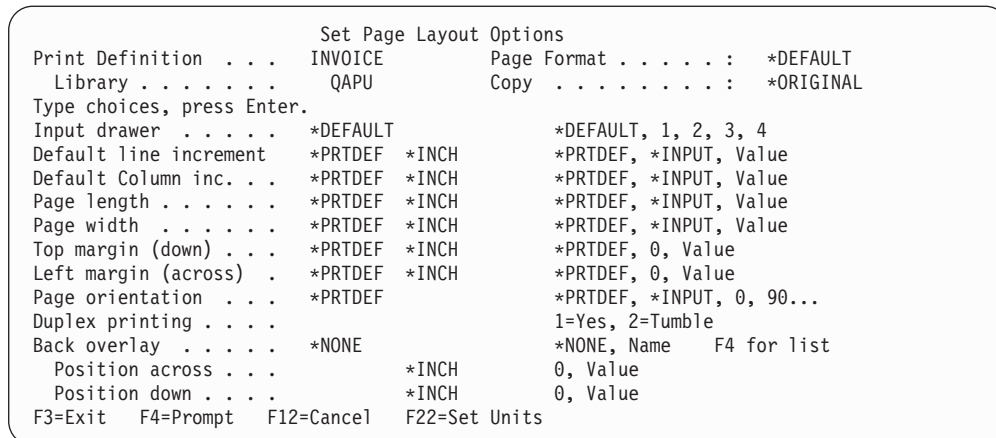 Set Page Layout Options
Print Definition . . . INVOICE Page Format . . . . . : *DEFAULT
Library . . . . . . . QAPU Copy . . . . . . . . : *ORIGINAL
Type choices, press Enter.
Input drawer . . . . . *DEFAULT *DEFAULT, 1, 2, 3, 4
Default line increment *PRTDEF *INCH *PRTDEF, *INPUT, Value
Default Column inc. . . *PRTDEF *INCH *PRTDEF, *INPUT, Value
Page length . . . . . . *PRTDEF *INCH *PRTDEF, *INPUT, Value
Page width . . . . . . *PRTDEF *INCH *PRTDEF, *INPUT, Value
Top margin (down) . . . *PRTDEF *INCH *PRTDEF, 0, Value
Left margin (across) . *PRTDEF *INCH *PRTDEF, 0, Value
Page orientation . . . *PRTDEF *PRTDEF, *INPUT, 0, 90...
Duplex printing . . . . 1=Yes, 2=Tumble
Back overlay . . . . . *NONE *NONE, Name F4 for list
Position across . . . *INCH 0, Value
Position down . . . . *INCH 0, Value
F3=Exit F4=Prompt F12=Cancel F22=Set Units